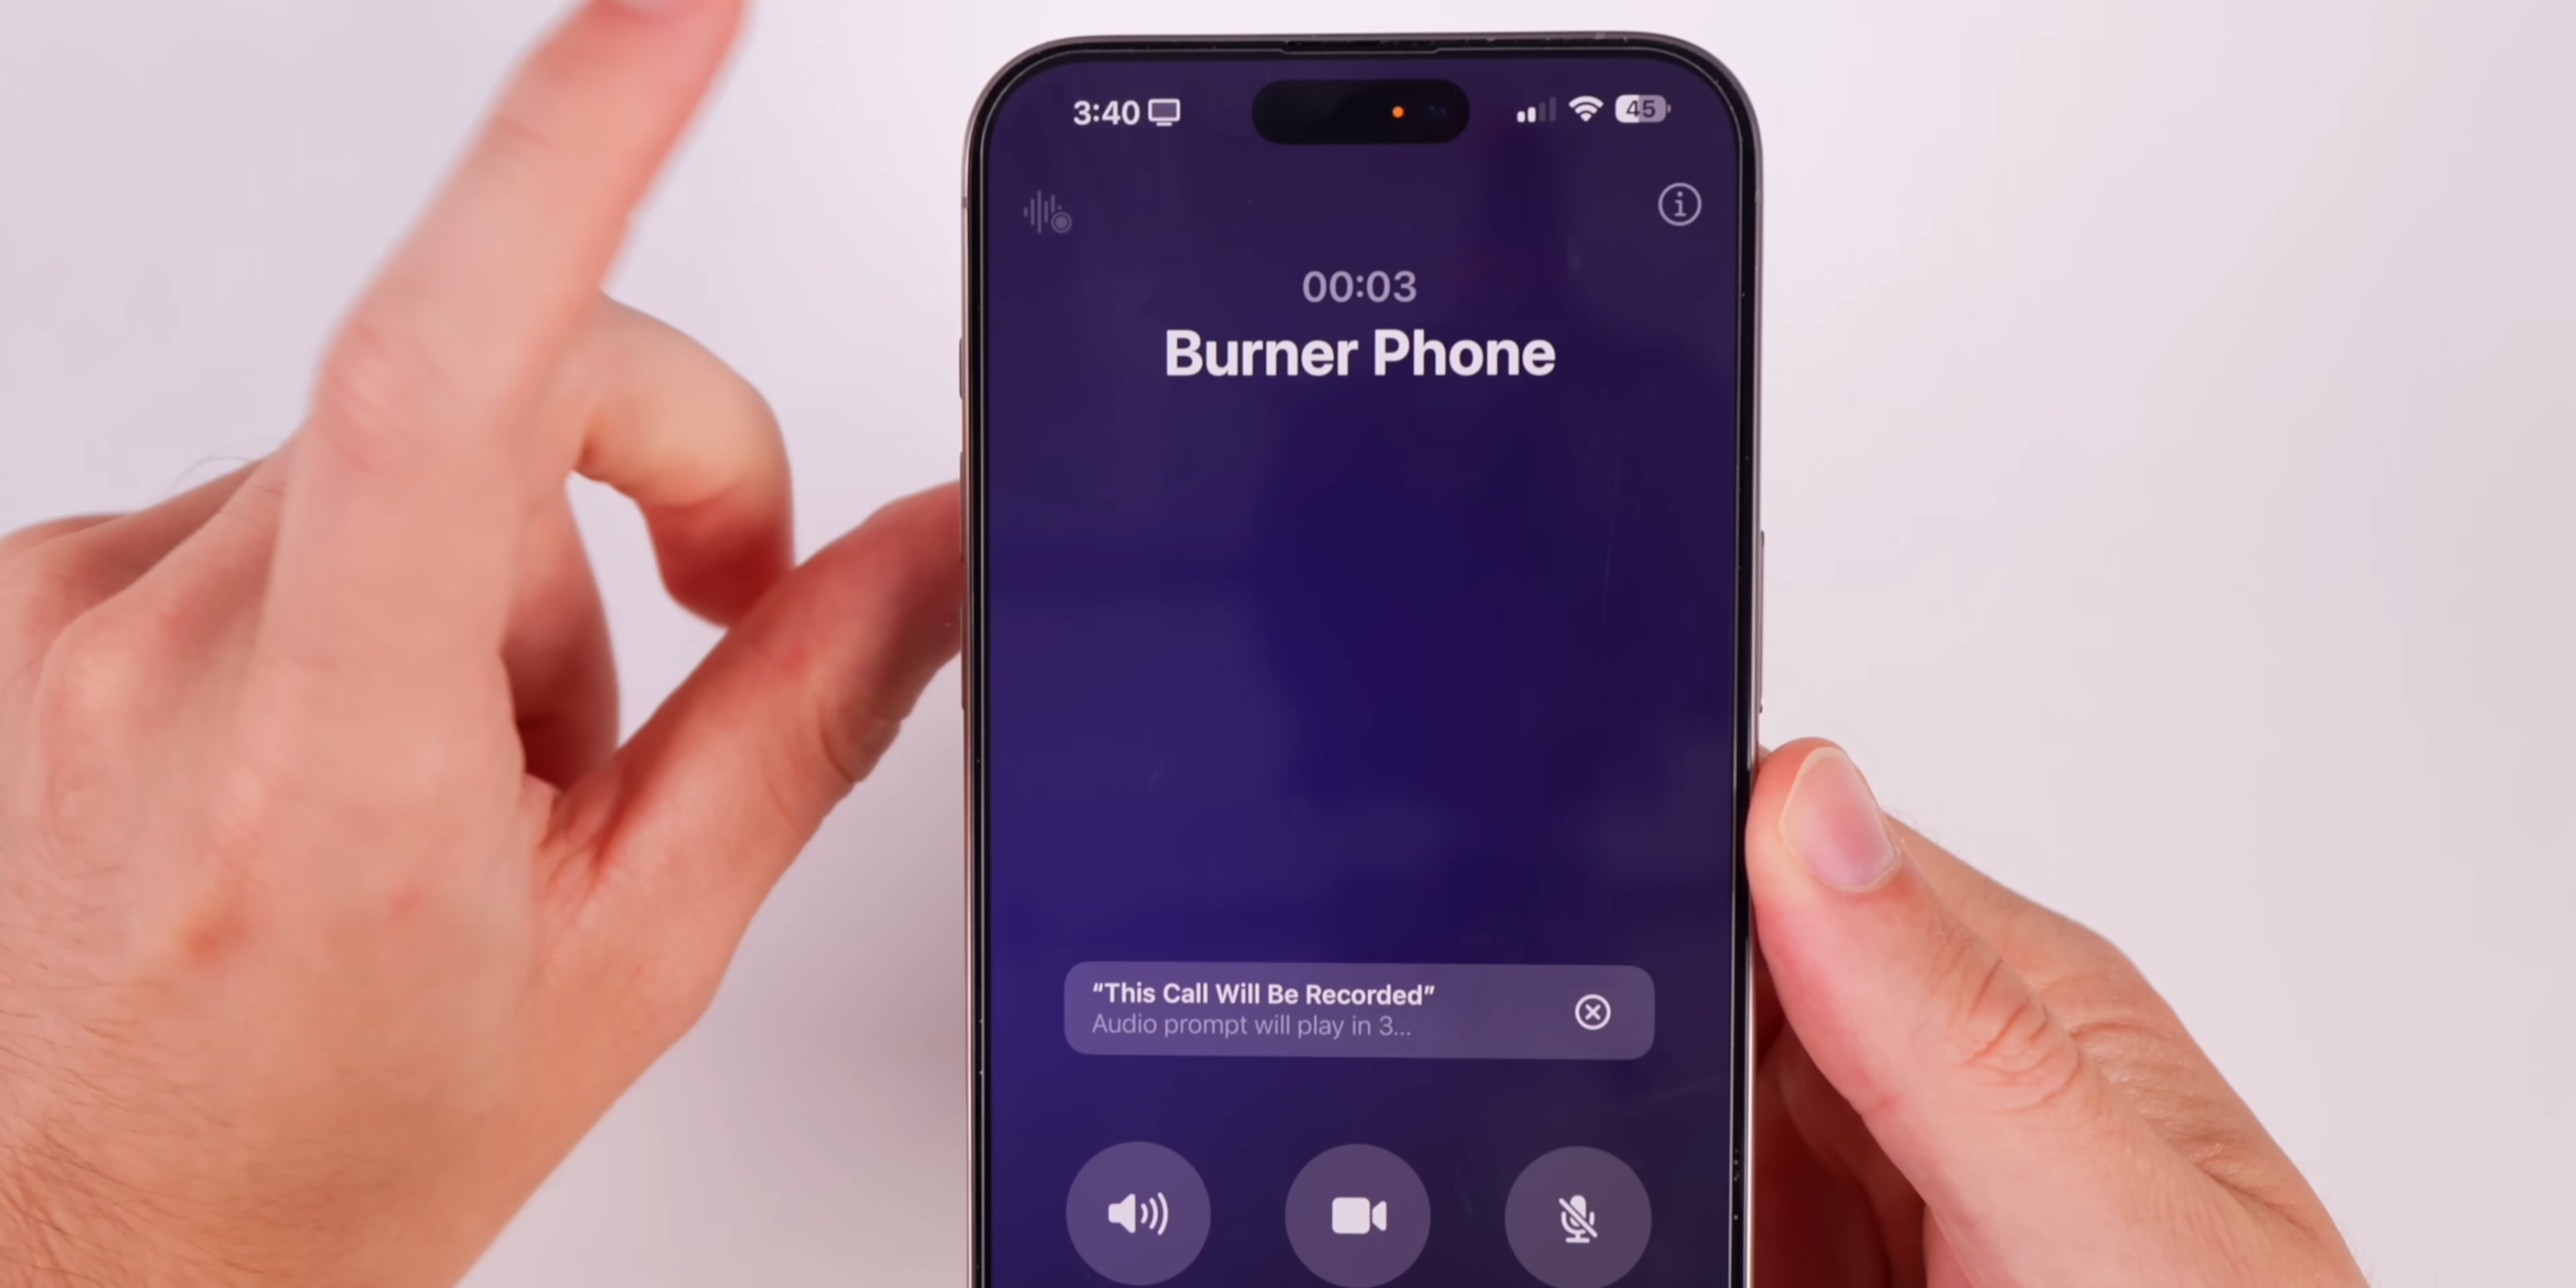 3:40
45
00:03
Burner Phone
“This Call Will Be Recorded”
Audio prompt will play in 3...